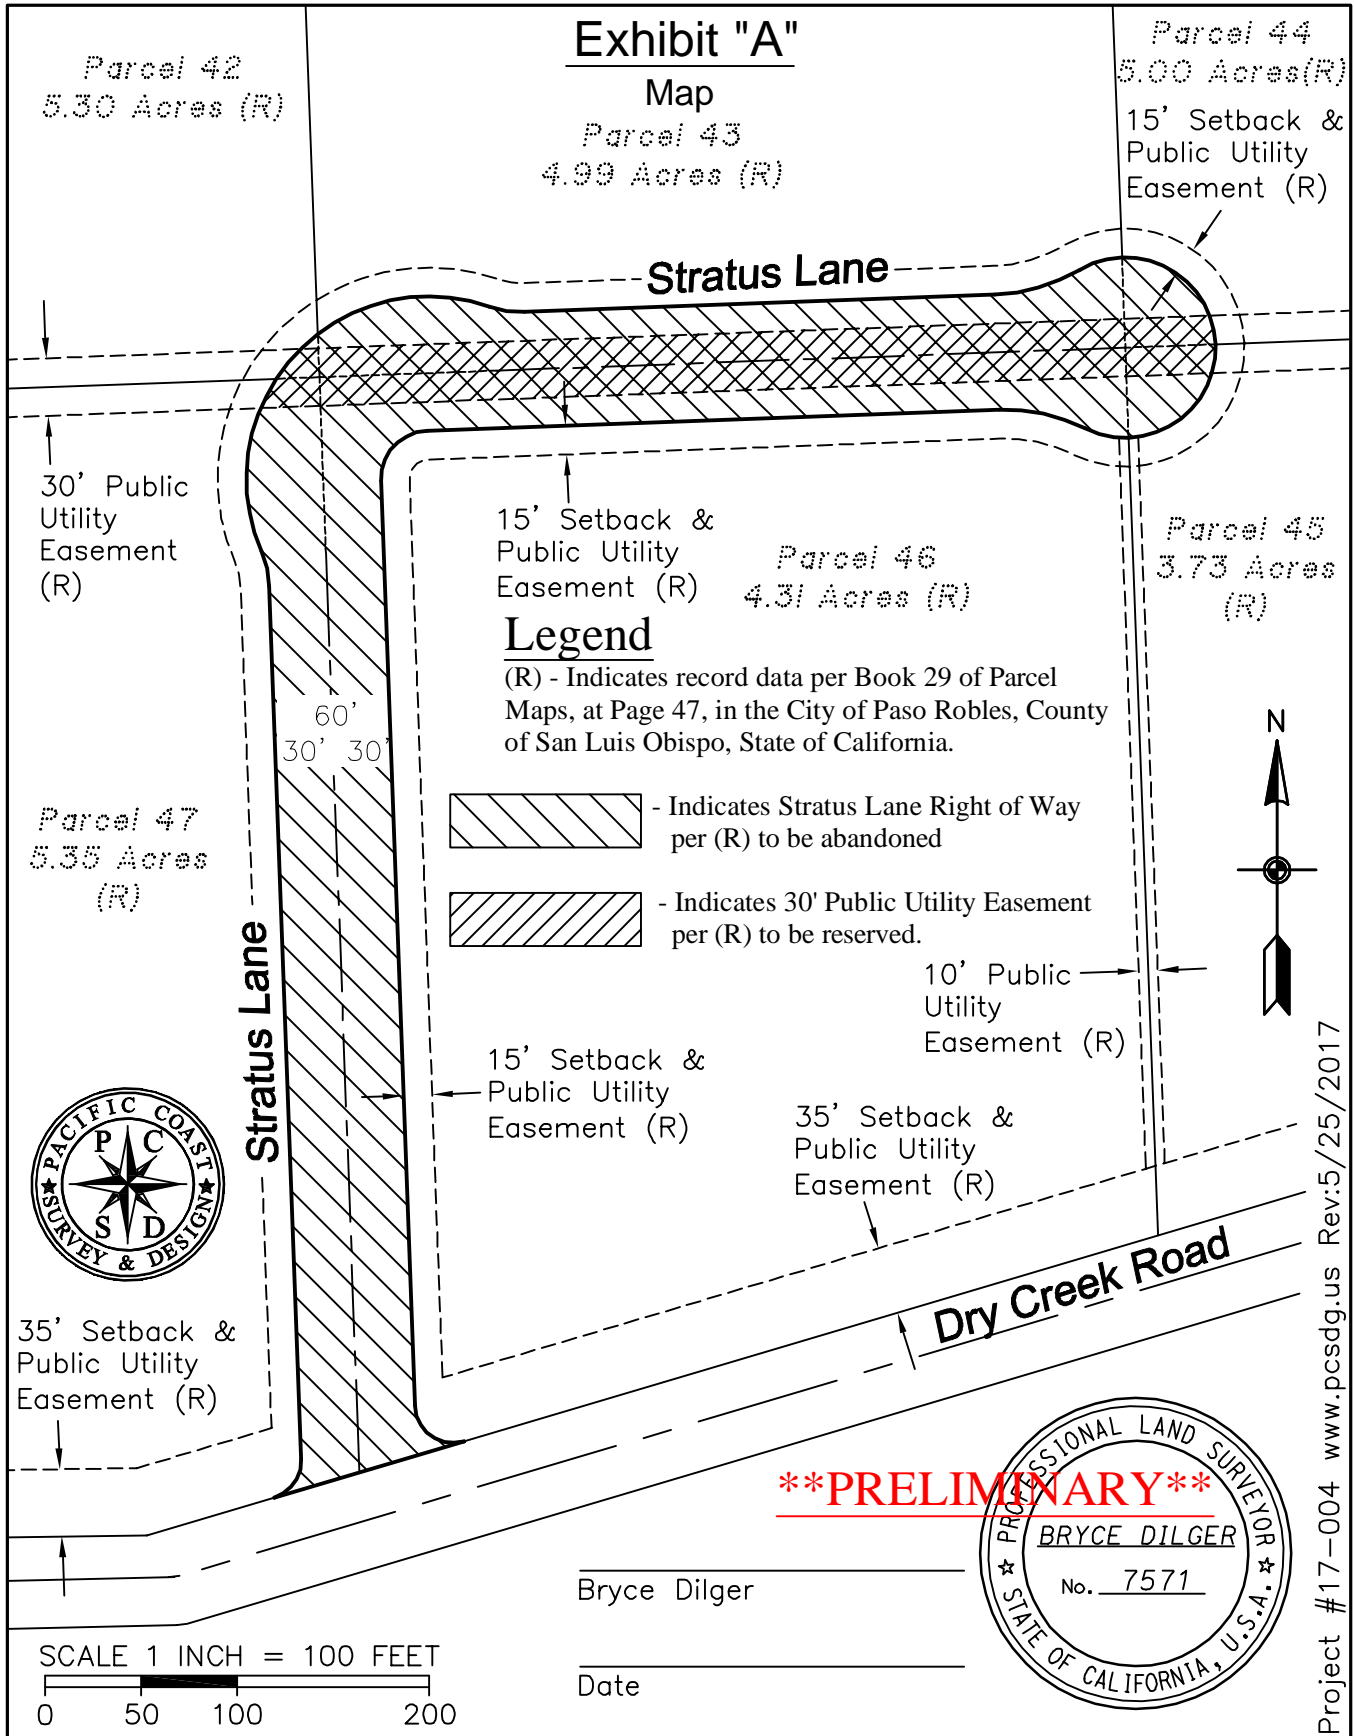 Exhibit "A"
Map
Parcel 42
5.30 Acres (R)
Parcel 43
4.99 Acres (R)
Parcel 44
5.00 Acres(R)
15' Setback &
Public Utility
Easement (R)
Stratus Lane
30' Public
Utility
Easement
(R)
15' Setback &
Public Utility
Easement (R)
Parcel 46
4.31 Acres (R)
Parcel 45
3.73 Acres
(R)
Legend
(R) - Indicates record data per Book 29 of Parcel
Maps, at Page 47, in the City of Paso Robles, County
of San Luis Obispo, State of California.
60'
30' 30'
N
- Indicates Stratus Lane Right of Way
per (R) to be abandoned
- Indicates 30' Public Utility Easement
per (R) to be reserved.
Parcel 47
5.35 Acres
(R)
Stratus Lane
10' Public
Utility
Easement (R)
15' Setback &
Public Utility
Easement (R)
35' Setback &
Public Utility
Easement (R)
PACIFIC COAST
P C
S D
SURVEY & DESIGN
Dry Creek Road
35' Setback &
Public Utility
Easement (R)
**PRELIMINARY**
PROFESSIONAL LAND SURVEYOR
BRYCE DILGER
No. 7571
STATE OF CALIFORNIA, U.S.A.
Bryce Dilger
Date
SCALE 1 INCH = 100 FEET
0 50 100 200
Project #17-004 www.pcsdg.us Rev:5/25/2017